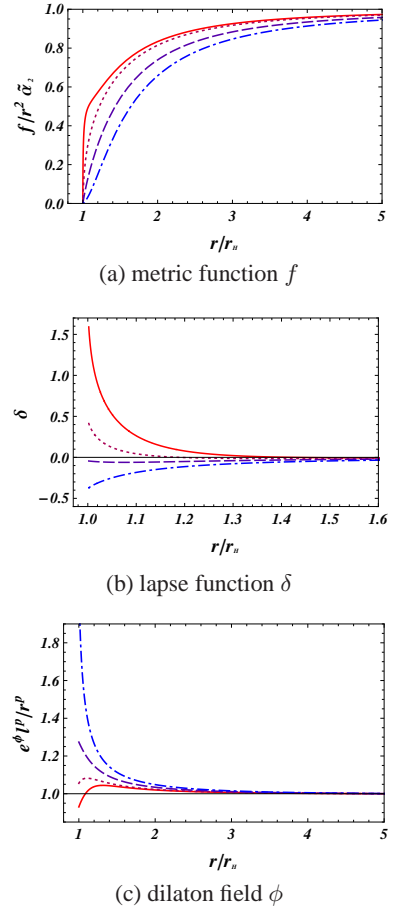 1.0
0.8
0.6
0.4
0.2
0.0
f/r² α̃₂
1 2 3 4 5
r/r_H
(a) metric function f
1.5
1.0
0.5
0.0
−0.5
δ
1.0 1.1 1.2 1.3 1.4 1.5 1.6
r/r_H
(b) lapse function δ
1.8
1.6
1.4
1.2
1.0
e^ϕ l^p/r^p
1 2 3 4 5
r/r_H
(c) dilaton field ϕ